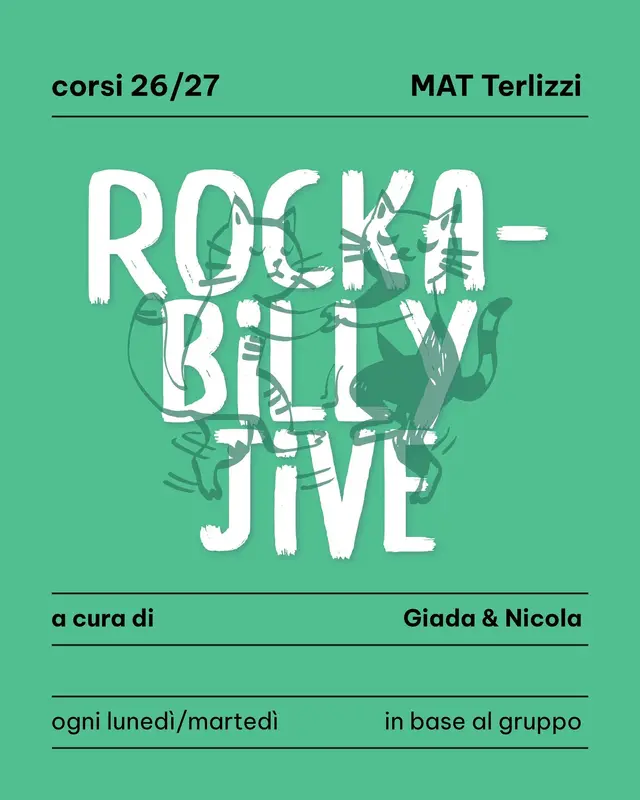 corsi 26/27 MAT Terlizzi
ROCKA-
BiLLY
JiVE
a cura di Giada & Nicola
ogni lunedì/martedì in base al gruppo